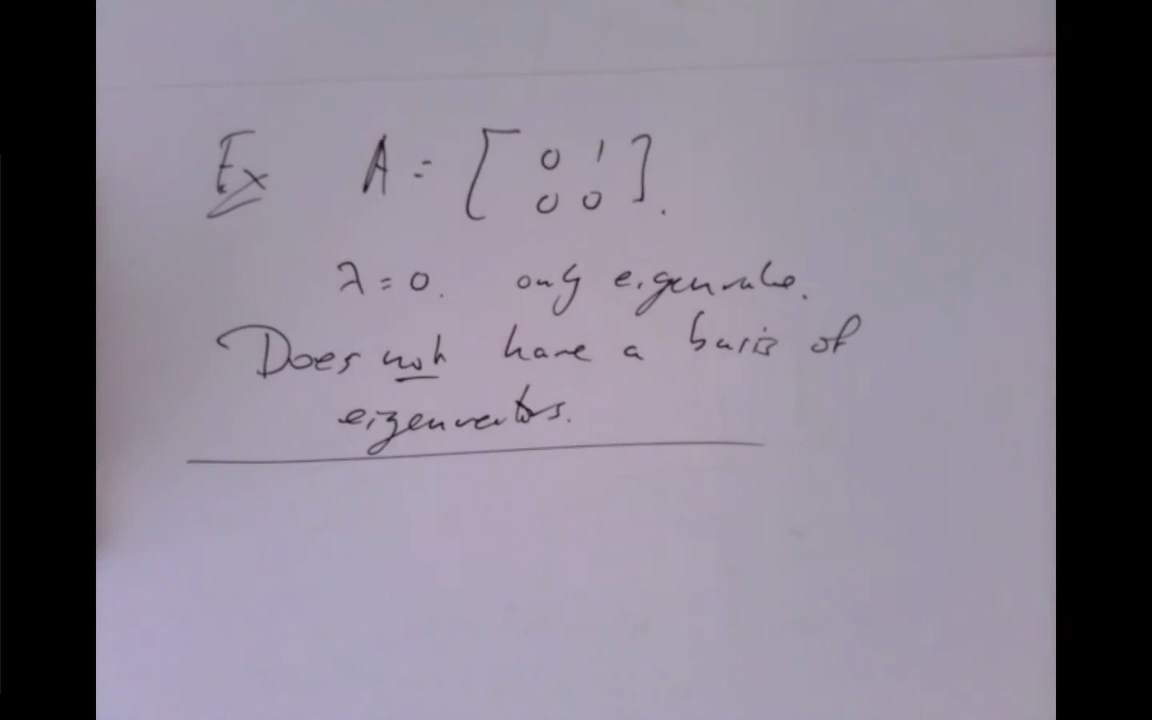 Ex A = [ 0 1
0 0 ].
λ = 0. only eigenvalue.
Does not have a basis of
eigenvectors.